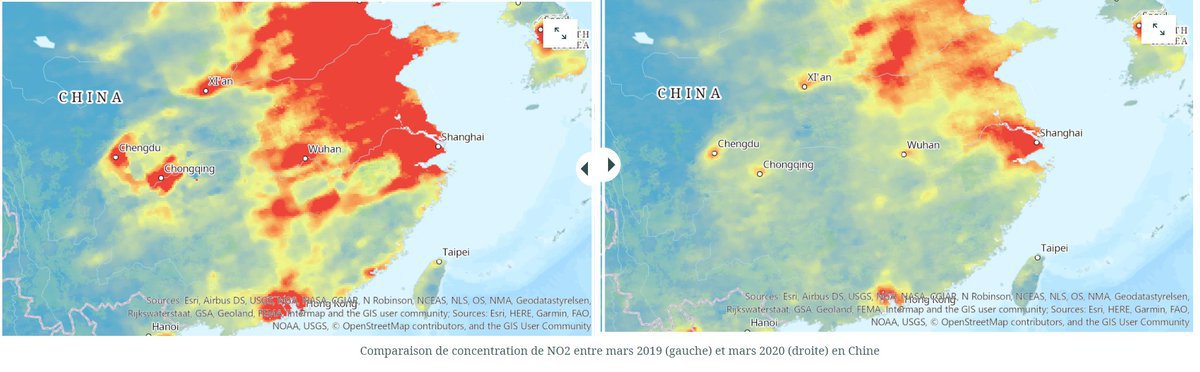 Seoul
TH
EA
XI'an
CHINA
Chengdu
Chongqing
Wuhan
Shanghai
Taipei
Hong Kong
Sources: Esri, Airbus DS, USGS, NGA, NASA, CGIAR, N Robinson, NCEAS, NLS, OS, NMA, Geodatastyrelsen,
Rijkswaterstaat, GSA, Geoland, FEMA, Intermap and the GIS user community; Sources: Esri, HERE, Garmin, FAO,
Hanoi
NOAA, USGS, © OpenStreetMap contributors, and the GIS User Community
Seoul
TH
EA
XI'an
CHINA
Chengdu
Chongqing
Wuhan
Shanghai
Taipei
Hong Kong
Sources: Esri, Airbus DS, USGS, NGA, NASA, CGIAR, N Robinson, NCEAS, NLS, OS, NMA, Geodatastyrelsen,
Rijkswaterstaat, GSA, Geoland, FEMA, Intermap and the GIS user community; Sources: Esri, HERE, Garmin, FAO,
Hanoi
NOAA, USGS, © OpenStreetMap contributors, and the GIS User Community
Comparaison de concentration de NO2 entre mars 2019 (gauche) et mars 2020 (droite) en Chine